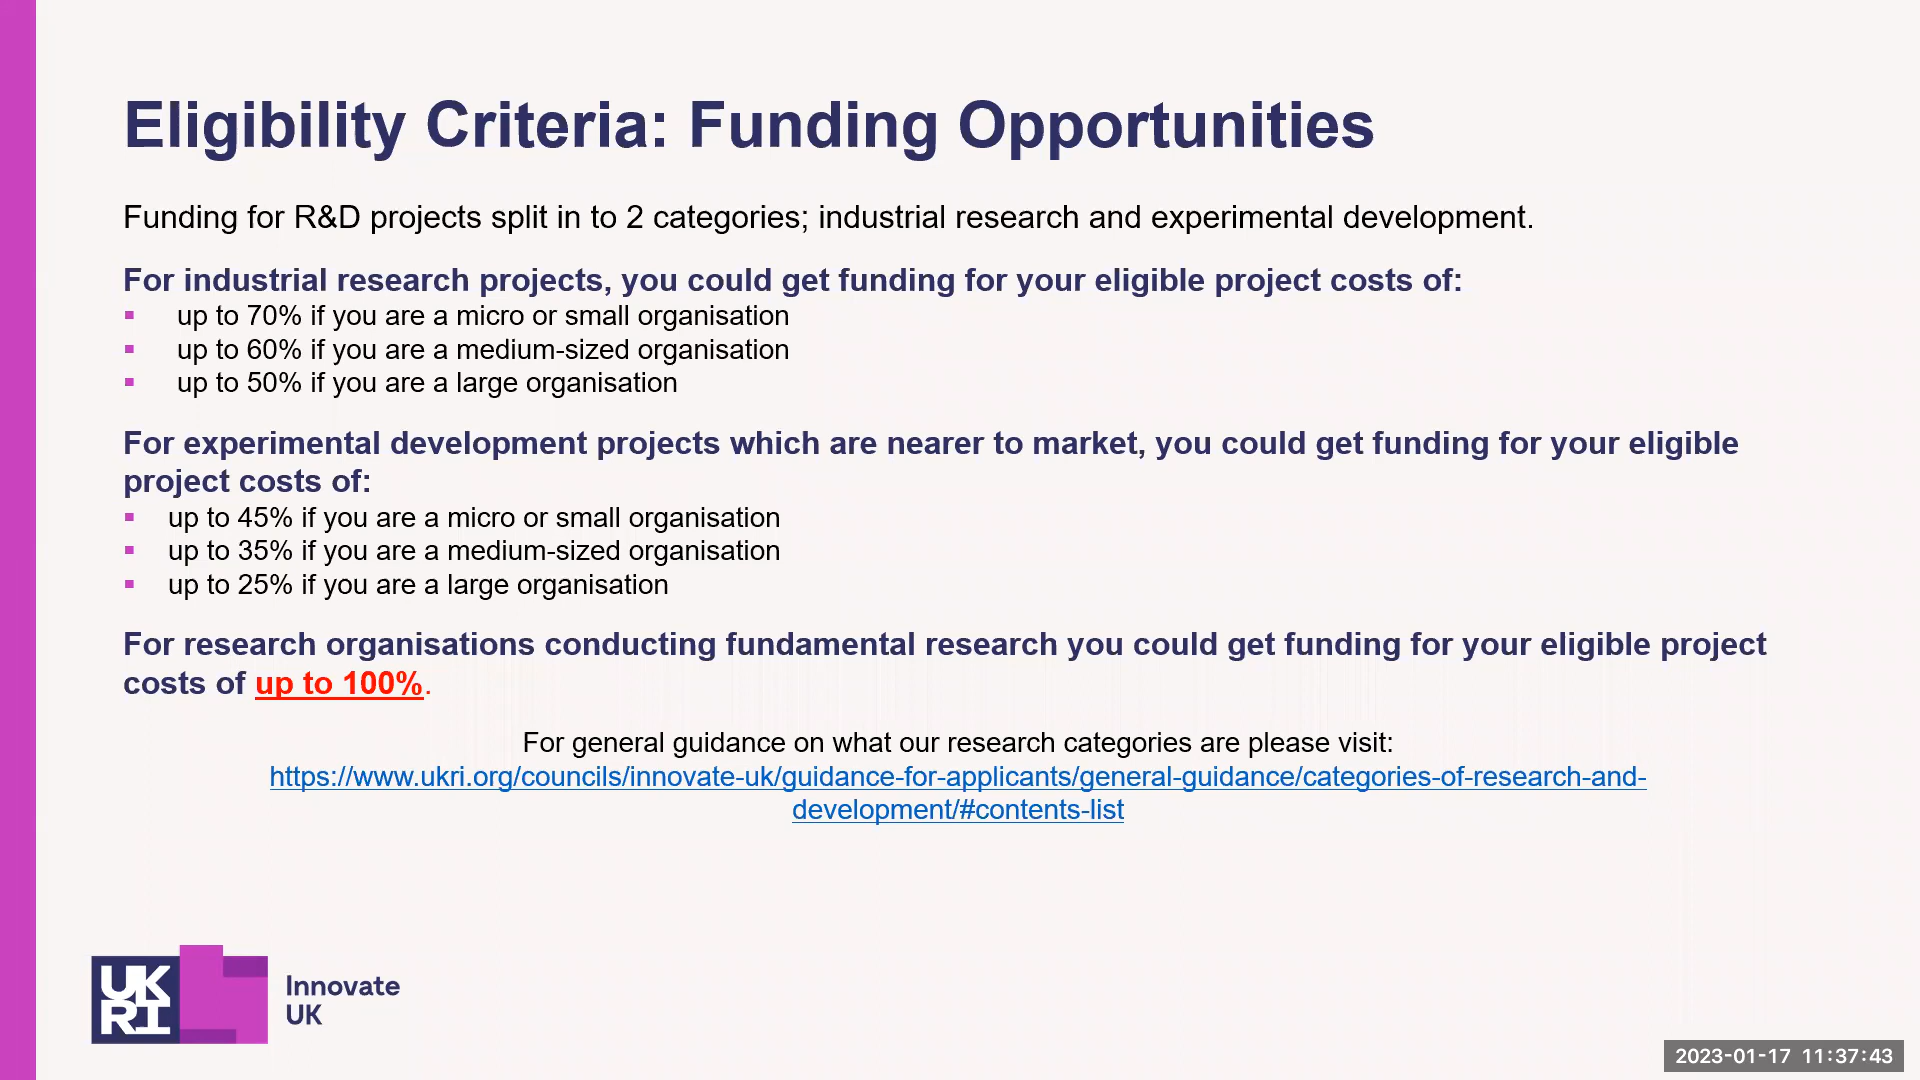 Eligibility Criteria: Funding Opportunities
Funding for R&D projects split in to 2 categories; industrial research and experimental development.
For industrial research projects, you could get funding for your eligible project costs of:
▪ up to 70% if you are a micro or small organisation
▪ up to 60% if you are a medium-sized organisation
▪ up to 50% if you are a large organisation
For experimental development projects which are nearer to market, you could get funding for your eligible
project costs of:
▪ up to 45% if you are a micro or small organisation
▪ up to 35% if you are a medium-sized organisation
▪ up to 25% if you are a large organisation
For research organisations conducting fundamental research you could get funding for your eligible project
costs of up to 100%.
For general guidance on what our research categories are please visit:
https://www.ukri.org/councils/innovate-uk/guidance-for-applicants/general-guidance/categories-of-research-and-
development/#contents-list
UK
RI
Innovate
UK
2023-01-17 11:37:43